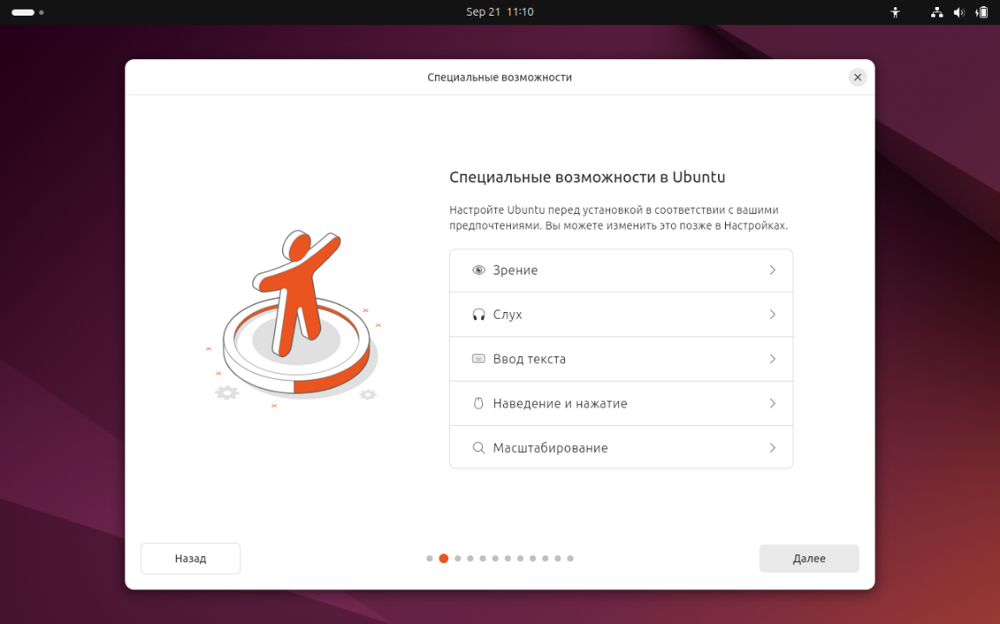 Sep 21 11:10
Специальные возможности
Специальные возможности в Ubuntu
Настройте Ubuntu перед установкой в соответствии с вашими
предпочтениями. Вы можете изменить это позже в Настройках.
Зрение
Слух
Ввод текста
Наведение и нажатие
Масштабирование
Назад
Далее